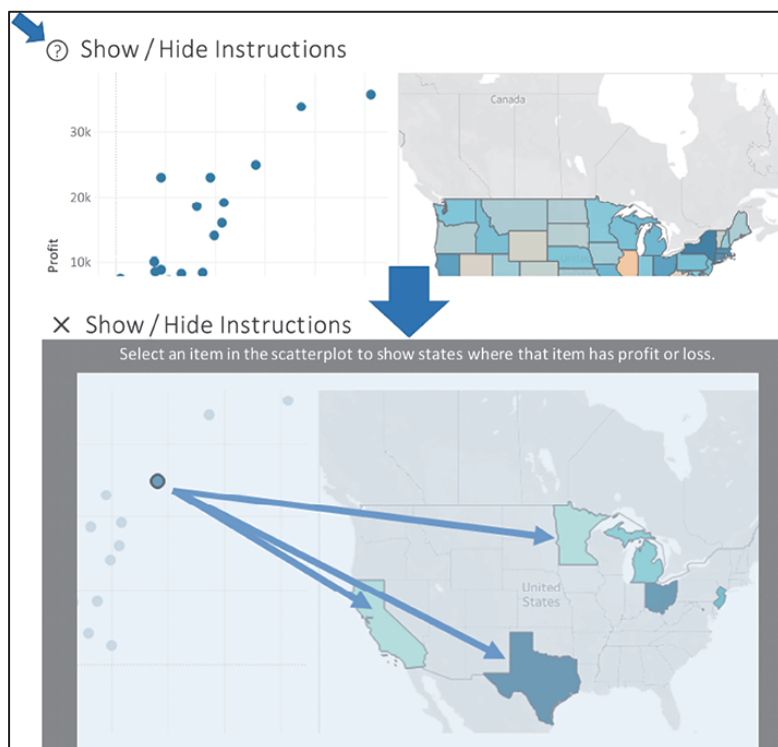 ? Show / Hide Instructions
Canada
30k
20k
10k
Profit
United
× Show / Hide Instructions
Select an item in the scatterplot to show states where that item has profit or loss.
United
States